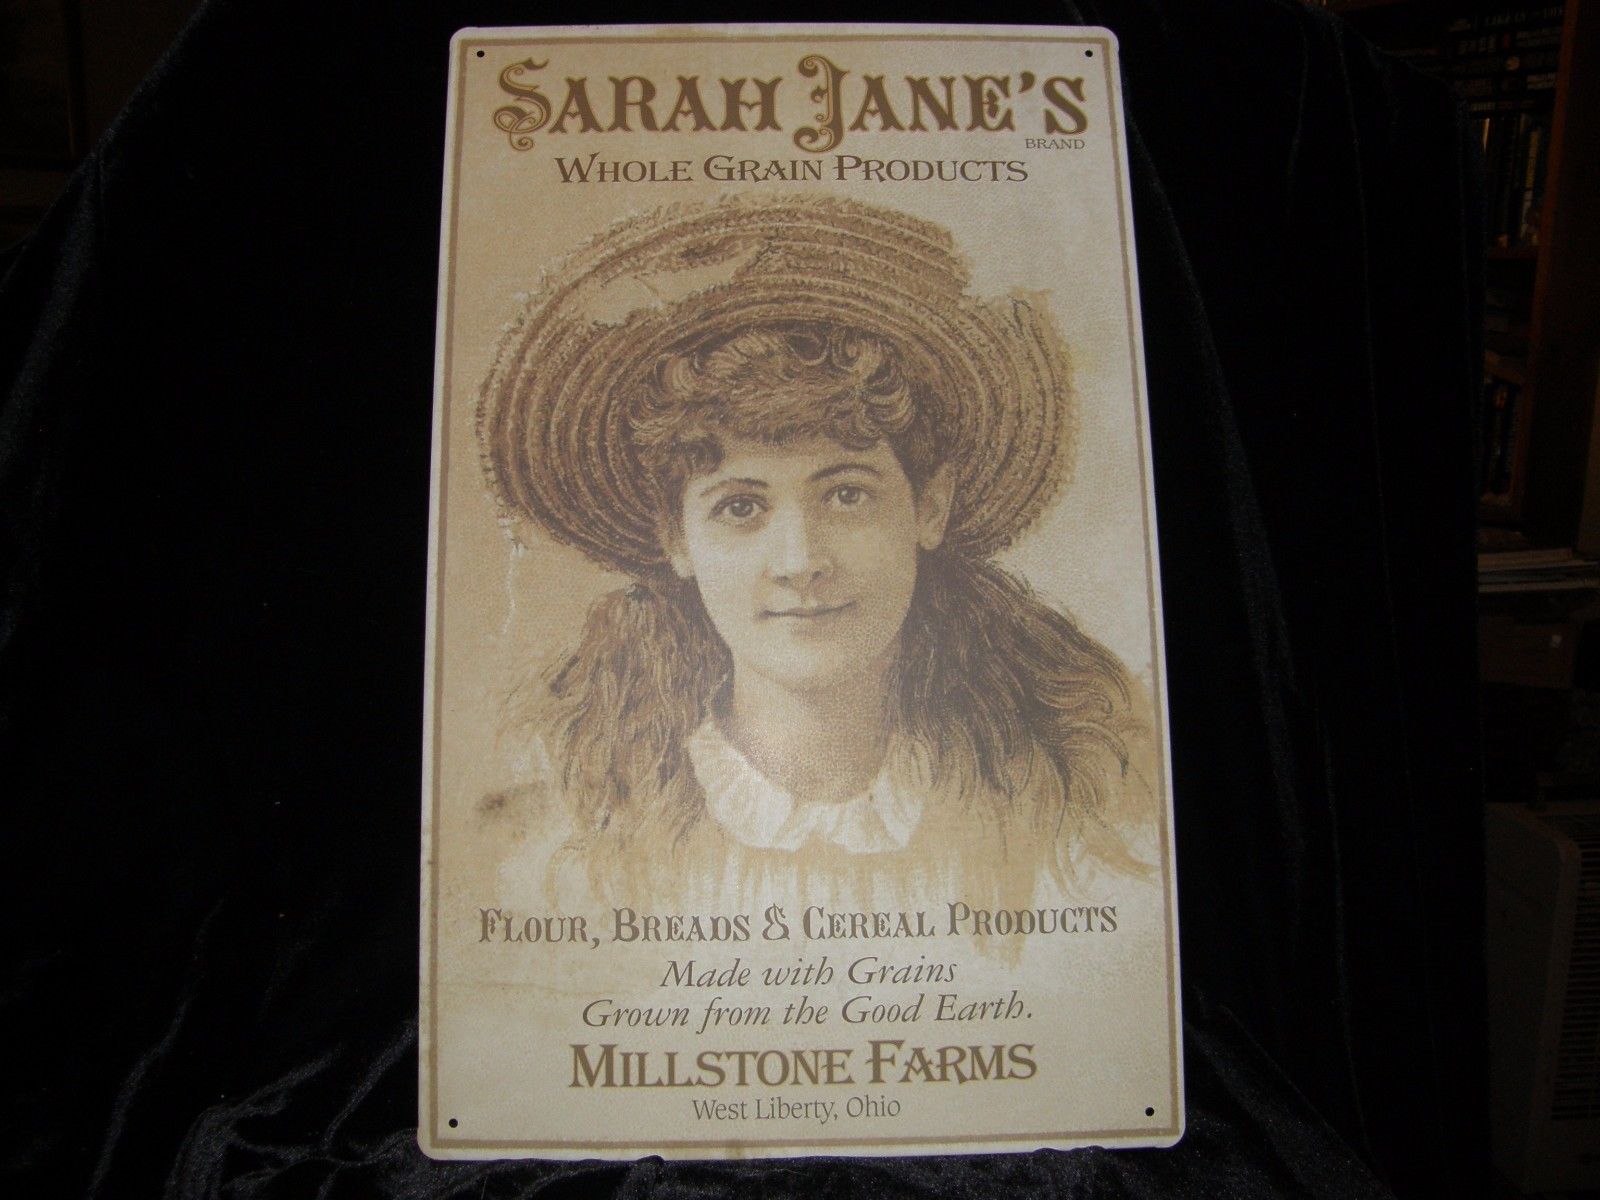 SARAH JANE'S
BRAND
WHOLE GRAIN PRODUCTS
FLOUR, BREADS & CEREAL PRODUCTS
Made with Grains
Grown from the Good Earth.
MILLSTONE FARMS
West Liberty, Ohio